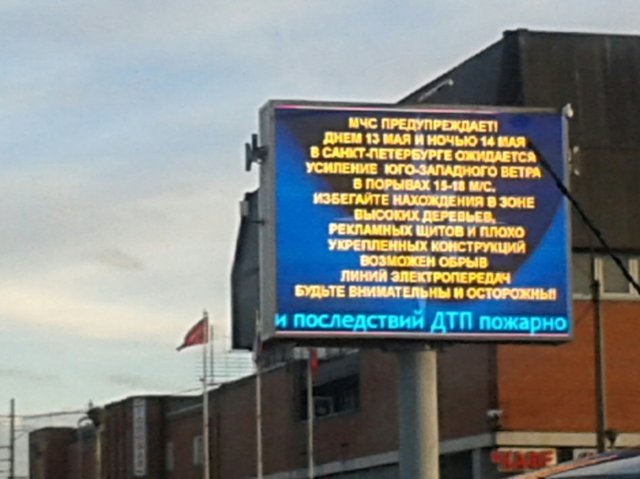 МЧС ПРЕДУПРЕЖДАЕТ!
ДНЕМ 13 МАЯ И НОЧЬЮ 14 МАЯ
В САНКТ-ПЕТЕРБУРГЕ ОЖИДАЕТСЯ
УСИЛЕНИЕ ЮГО-ЗАПАДНОГО ВЕТРА
В ПОРЫВАХ 15-18 М/С,
ИЗБЕГАЙТЕ НАХОЖДЕНИЯ В ЗОНЕ
ВЫСОКИХ ДЕРЕВЬЕВ,
РЕКЛАМНЫХ ЩИТОВ И ПЛОХО
УКРЕПЛЕННЫХ КОНСТРУКЦИЙ
ВОЗМОЖЕН ОБРЫВ
ЛИНИЙ ЭЛЕКТРОПЕРЕДАЧ
БУДЬТЕ ВНИМАТЕЛЬНЫ И ОСТОРОЖНЫ!
и последствий ДТП пожарно
КАФЕ